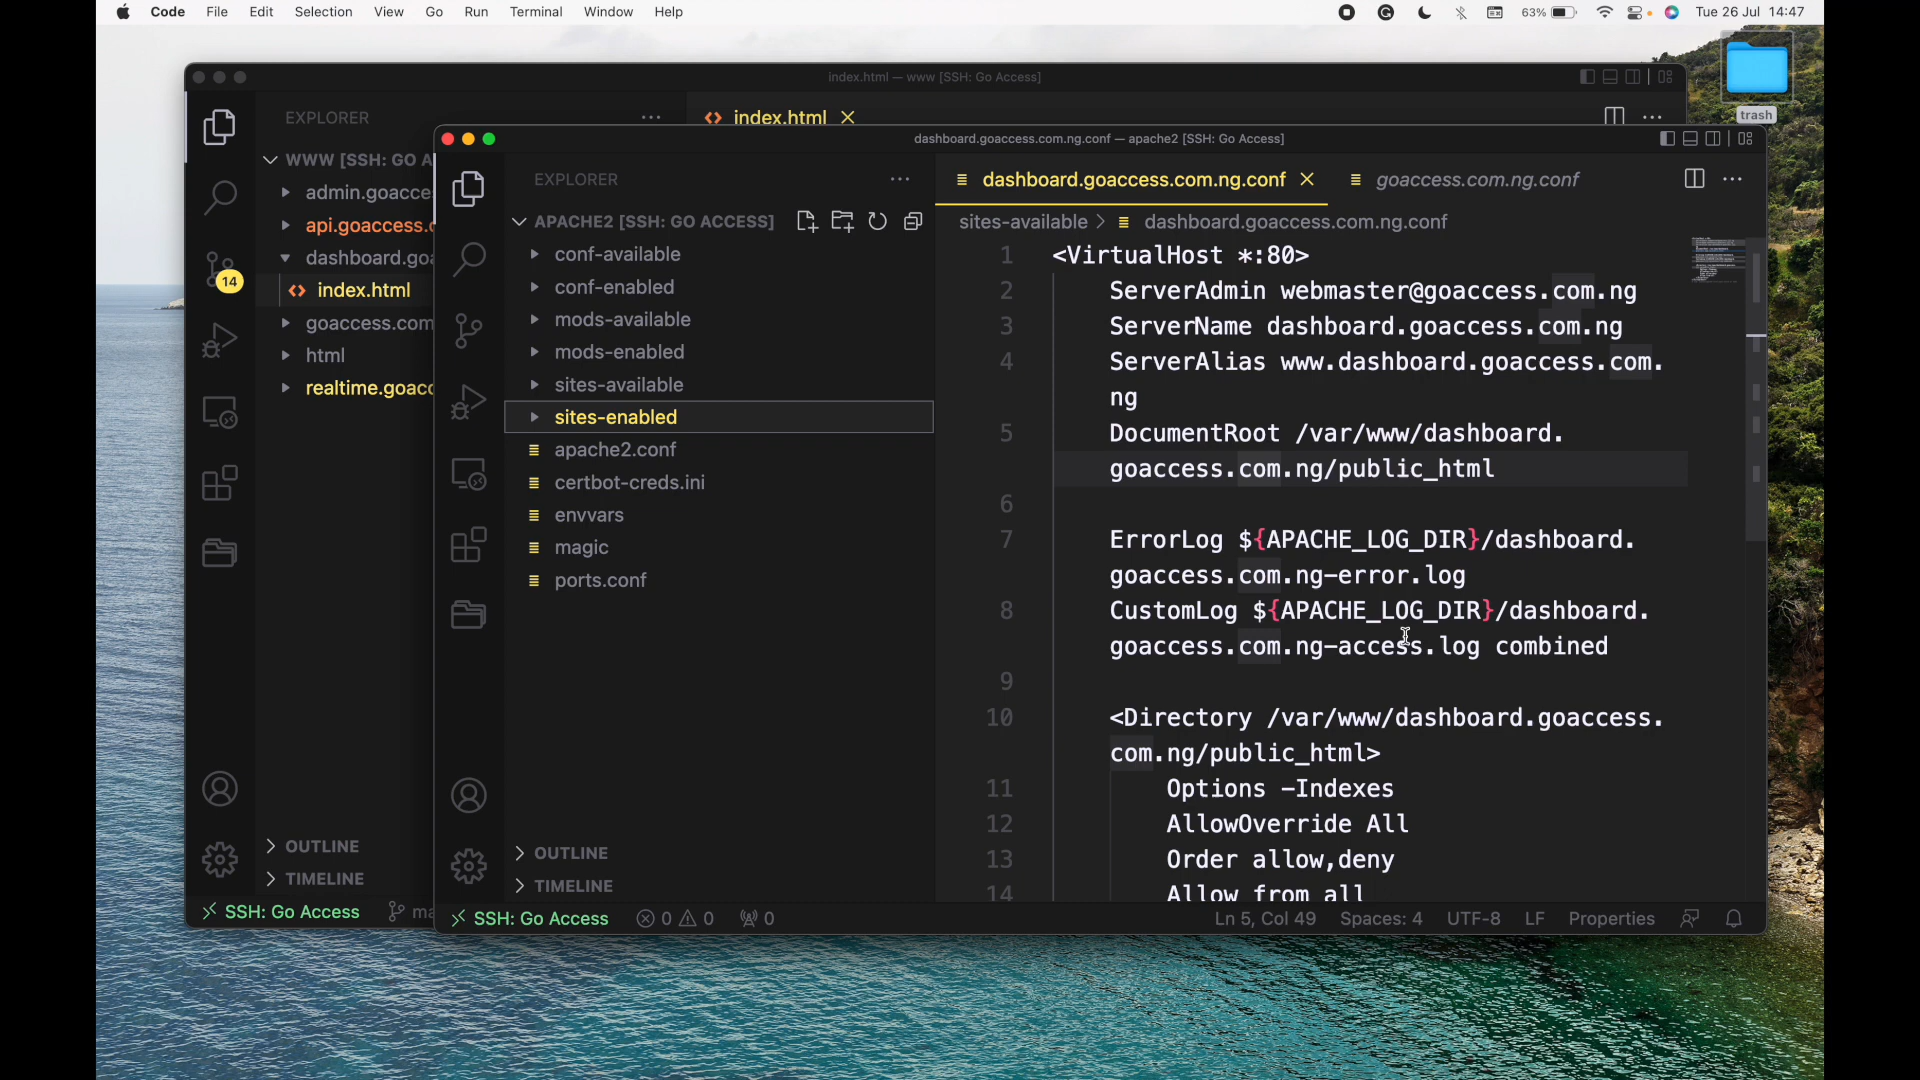 Code File Edit Selection View Go Run Terminal Window Help
63% Tue 26 Jul 14:47
trash
index.html — www [SSH: Go Access]
EXPLORER
index.html
WWW [SSH: GO A
admin.goacce
api.goaccess.c
dashboard.goa
index.html
goaccess.com
html
realtime.goacc
14
OUTLINE
TIMELINE
SSH: Go Access
ma
dashboard.goaccess.com.ng.conf — apache2 [SSH: Go Access]
EXPLORER
APACHE2 [SSH: GO ACCESS]
conf-available
conf-enabled
mods-available
mods-enabled
sites-available
sites-enabled
apache2.conf
certbot-creds.ini
envvars
magic
ports.conf
OUTLINE
TIMELINE
dashboard.goaccess.com.ng.conf goaccess.com.ng.conf
sites-available > dashboard.goaccess.com.ng.conf
1 <VirtualHost *:80>
2 ServerAdmin webmaster@goaccess.com.ng
3 ServerName dashboard.goaccess.com.ng
4 ServerAlias www.dashboard.goaccess.com.
ng
5 DocumentRoot /var/www/dashboard.
goaccess.com.ng/public_html
6
7 ErrorLog ${APACHE_LOG_DIR}/dashboard.
goaccess.com.ng-error.log
8 CustomLog ${APACHE_LOG_DIR}/dashboard.
goaccess.com.ng-access.log combined
9
10 <Directory /var/www/dashboard.goaccess.
com.ng/public_html>
11 Options -Indexes
12 AllowOverride All
13 Order allow,deny
14 Allow from all
SSH: Go Access 0 0 0 Ln 5, Col 49 Spaces: 4 UTF-8 LF Properties